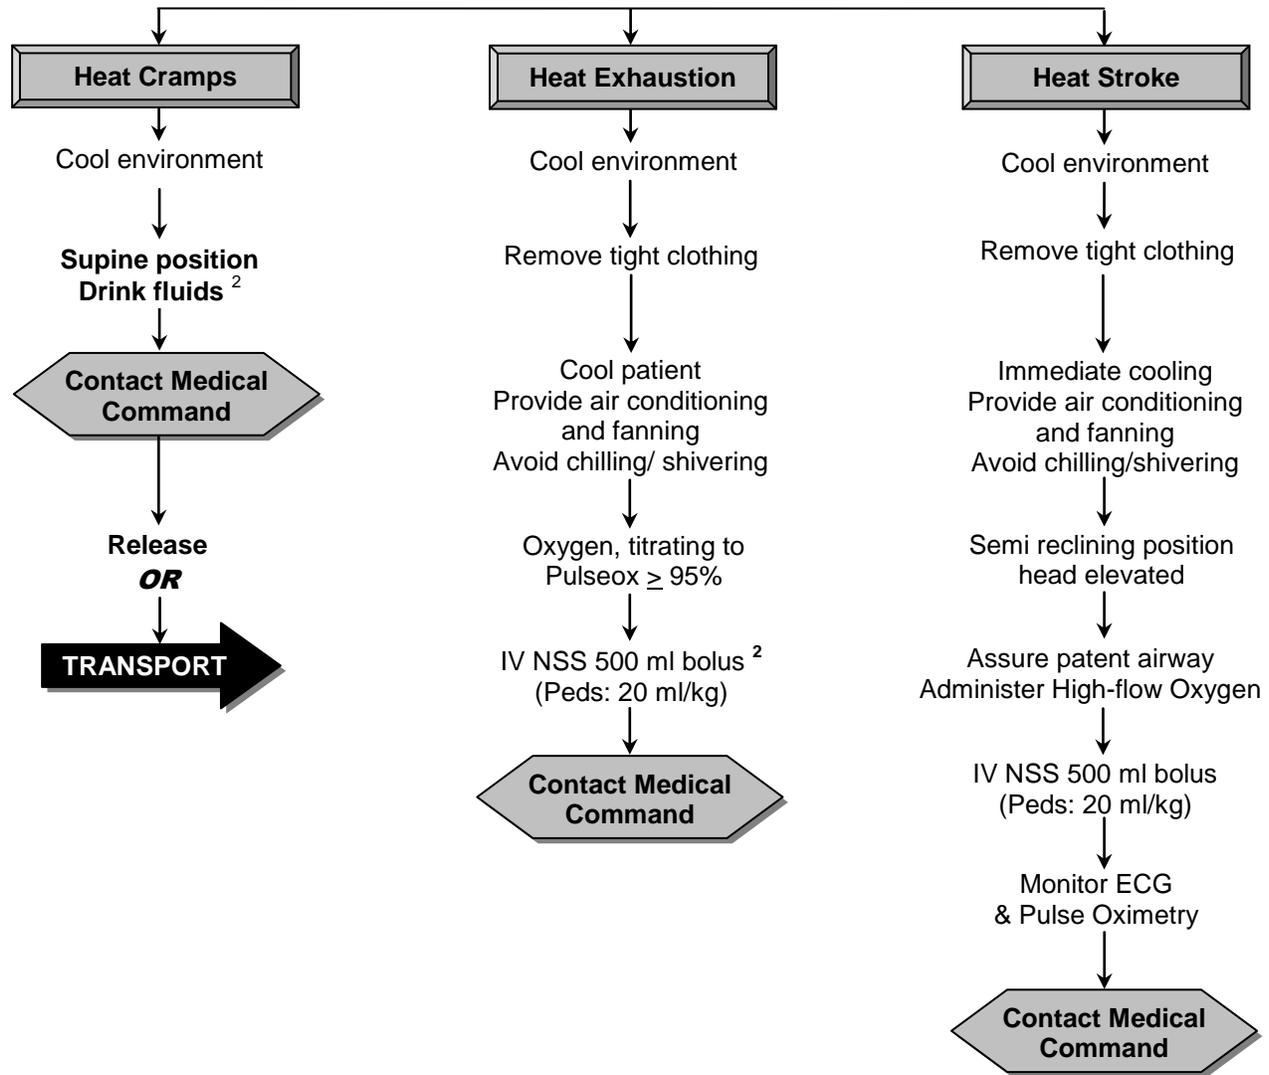 Heat Cramps
Cool environment
Supine position
Drink fluids 2
Contact Medical
Command
Release
OR
TRANSPORT
Heat Exhaustion
Cool environment
Remove tight clothing
Cool patient
Provide air conditioning
and fanning
Avoid chilling/ shivering
Oxygen, titrating to
Pulseox ≥ 95%
IV NSS 500 ml bolus 2
(Peds: 20 ml/kg)
Contact Medical
Command
Heat Stroke
Cool environment
Remove tight clothing
Immediate cooling
Provide air conditioning
and fanning
Avoid chilling/shivering
Semi reclining position
head elevated
Assure patent airway
Administer High-flow Oxygen
IV NSS 500 ml bolus
(Peds: 20 ml/kg)
Monitor ECG
& Pulse Oximetry
Contact Medical
Command